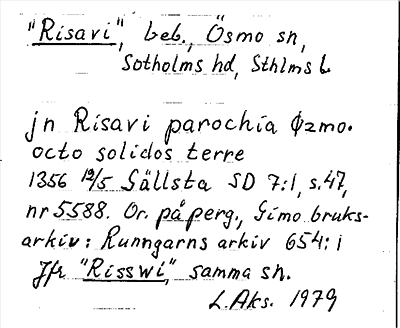 "Risavi", beb., Ösmo sn,
Sotholms hd, Sthlms l.
jn Risavi parochia Øzmo.
octo solidos terre
1356 19/5 Gällsta SD 7:1, s.47,
nr 5588. Or. på perg., Gimo bruks-
arkiv: Runngarns arkiv 654:1
Jfr "Risswi", samma sn.
L.Aks. 1979